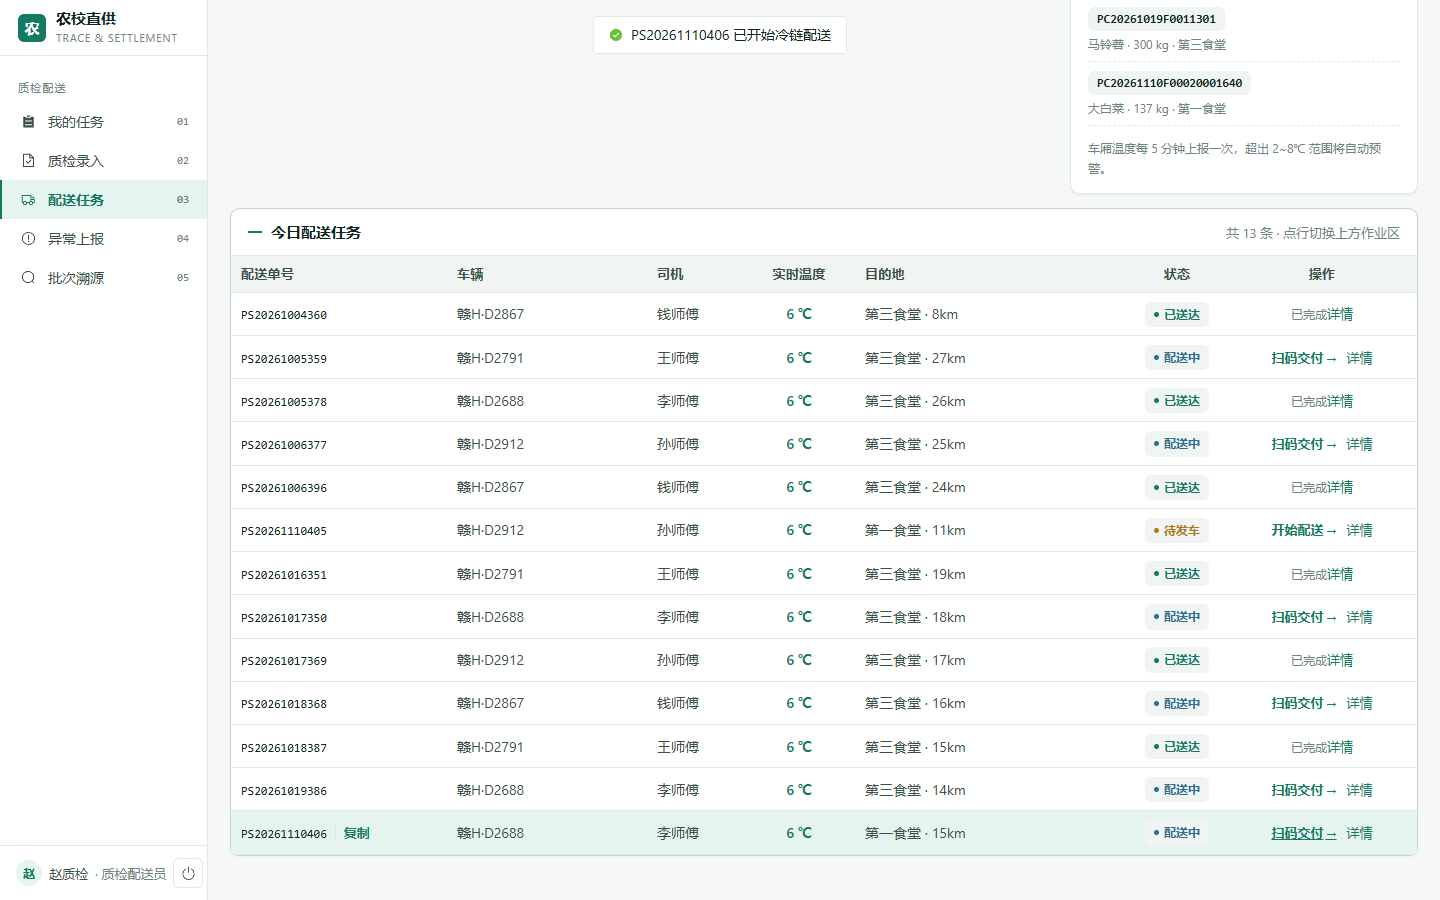 农
农校直供
TRACE & SETTLEMENT
质检配送
我的任务 01
质检录入 02
配送任务 03
异常上报 04
批次溯源 05
赵 赵质检 · 质检配送员
PS20261110406 已开始冷链配送
PC20261019F0011301
马铃薯 · 300 kg · 第三食堂
PC20261110F00020001640
大白菜 · 137 kg · 第一食堂
车厢温度每 5 分钟上报一次，超出 2~8℃ 范围将自动预
警。
今日配送任务 共 13 条 · 点行切换上方作业区
配送单号 车辆 司机 实时温度 目的地 状态 操作
PS20261004360 赣H·D2867 钱师傅 6 ℃ 第三食堂 · 8km 已送达 已完成详情
PS20261005359 赣H·D2791 王师傅 6 ℃ 第三食堂 · 27km 配送中 扫码交付→ 详情
PS20261005378 赣H·D2688 李师傅 6 ℃ 第三食堂 · 26km 已送达 已完成详情
PS20261006377 赣H·D2912 孙师傅 6 ℃ 第三食堂 · 25km 配送中 扫码交付→ 详情
PS20261006396 赣H·D2867 钱师傅 6 ℃ 第三食堂 · 24km 已送达 已完成详情
PS20261110405 赣H·D2912 孙师傅 6 ℃ 第一食堂 · 11km 待发车 开始配送→ 详情
PS20261016351 赣H·D2791 王师傅 6 ℃ 第三食堂 · 19km 已送达 已完成详情
PS20261017350 赣H·D2688 李师傅 6 ℃ 第三食堂 · 18km 配送中 扫码交付→ 详情
PS20261017369 赣H·D2912 孙师傅 6 ℃ 第三食堂 · 17km 已送达 已完成详情
PS20261018368 赣H·D2867 钱师傅 6 ℃ 第三食堂 · 16km 配送中 扫码交付→ 详情
PS20261018387 赣H·D2791 王师傅 6 ℃ 第三食堂 · 15km 已送达 已完成详情
PS20261019386 赣H·D2688 李师傅 6 ℃ 第三食堂 · 14km 配送中 扫码交付→ 详情
PS20261110406 复制 赣H·D2688 李师傅 6 ℃ 第一食堂 · 15km 配送中 扫码交付→ 详情